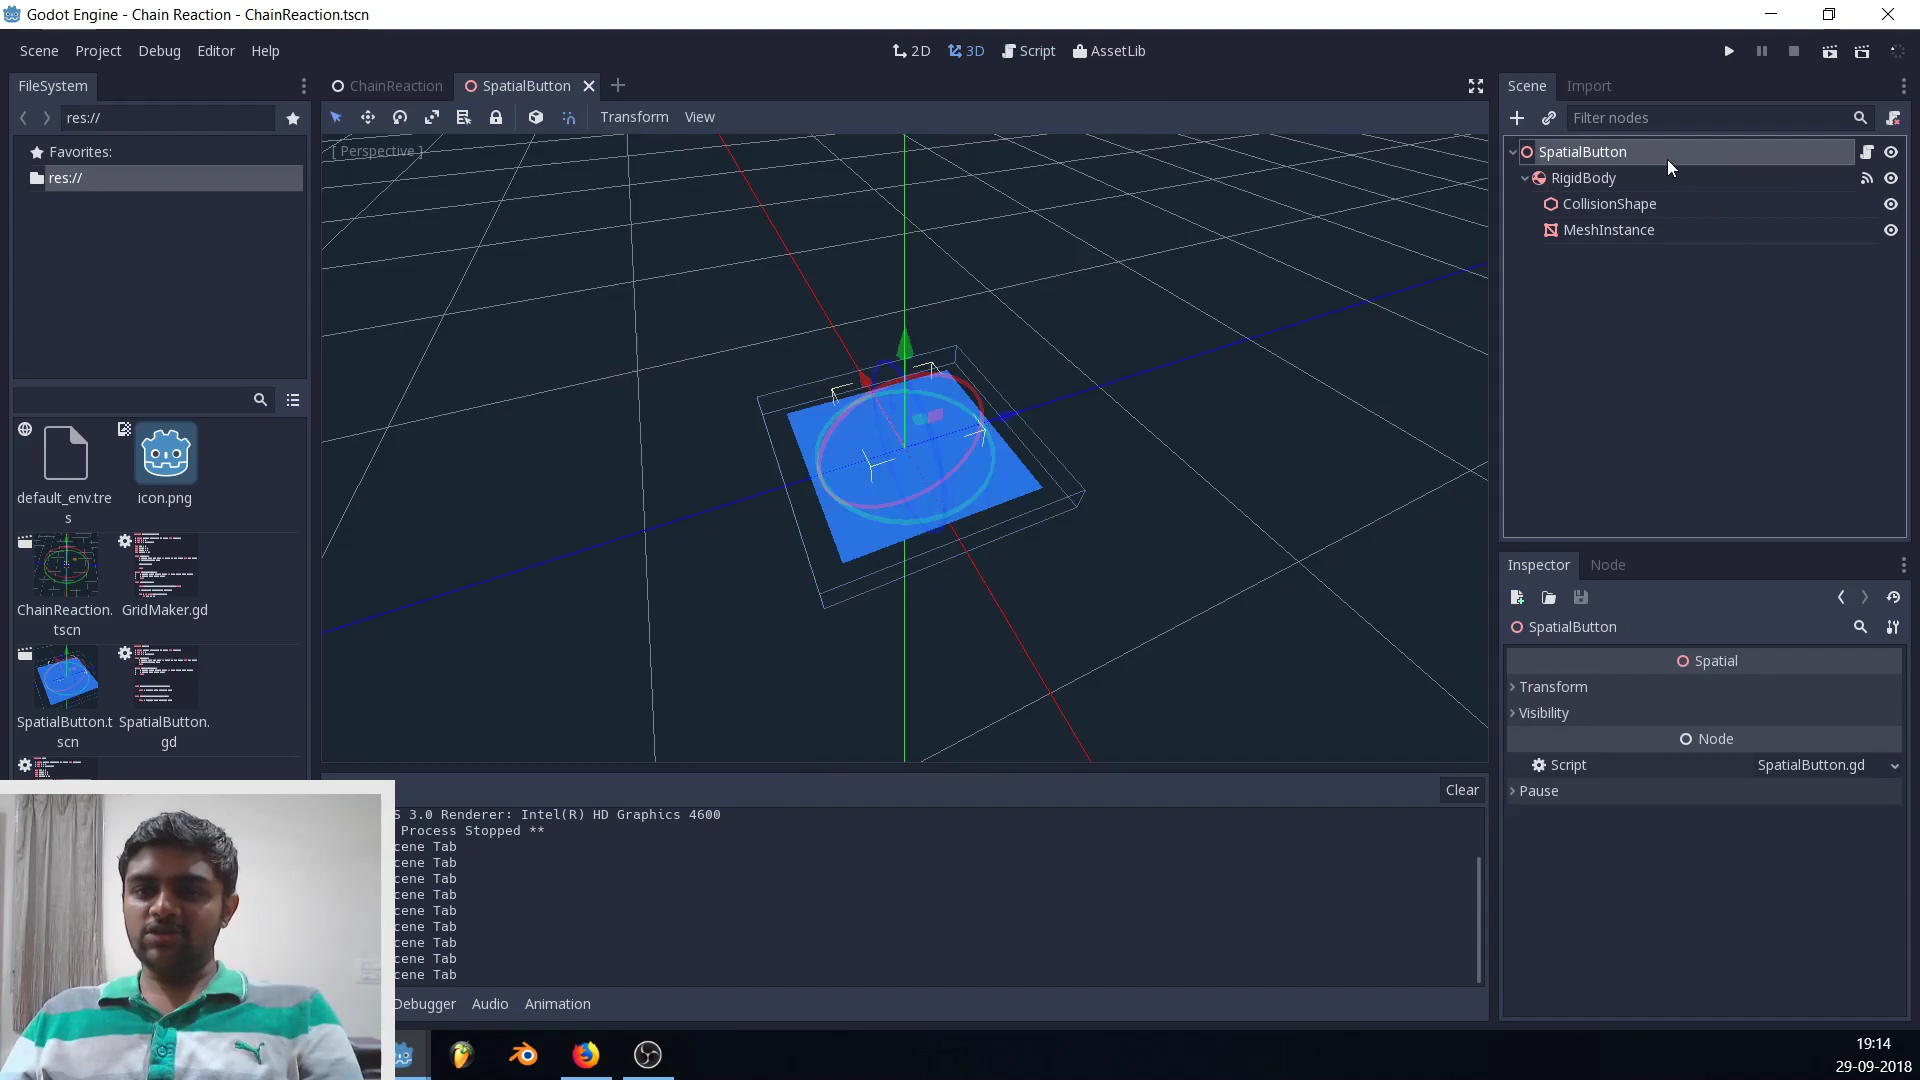 Godot Engine - Chain Reaction - ChainReaction.tscn
Scene Project Debug Editor Help
2D 3D Script AssetLib
FileSystem
res://
Favorites:
res://
default_env.tre
s
icon.png
ChainReaction.
tscn
GridMaker.gd
SpatialButton.t
scn
SpatialButton.
gd
ChainReaction SpatialButton
Transform View
[ Perspective ]
Clear
S 3.0 Renderer: Intel(R) HD Graphics 4600
Process Stopped **
cene Tab
cene Tab
cene Tab
cene Tab
cene Tab
cene Tab
cene Tab
cene Tab
cene Tab
Debugger Audio Animation
Scene Import
Filter nodes
SpatialButton
RigidBody
CollisionShape
MeshInstance
Inspector Node
SpatialButton
Spatial
Transform
Visibility
Node
Script SpatialButton.gd
Pause
19:14
29-09-2018